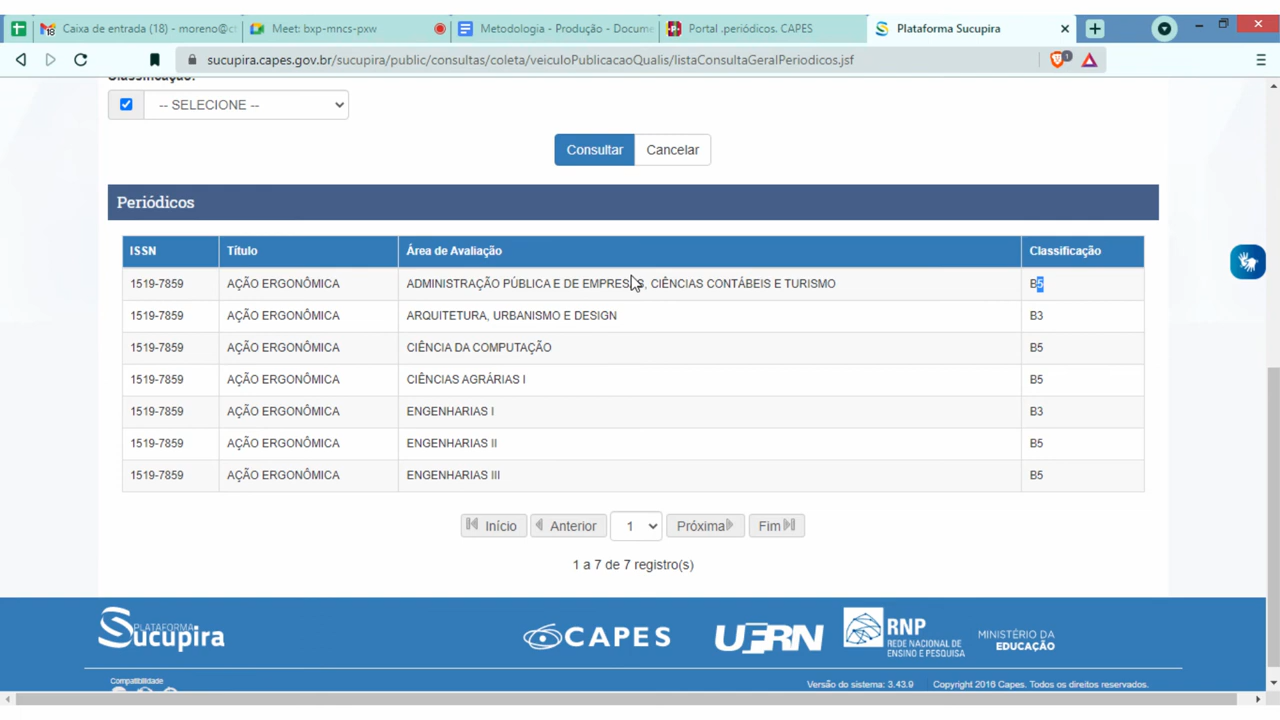 Caixa de entrada (18) - moreno@c
Meet: bxp-mncs-pxw
Metodologia - Produção - Docume
Portal .periódicos. CAPES
Plataforma Sucupira
sucupira.capes.gov.br/sucupira/public/consultas/coleta/veiculoPublicacaoQualis/listaConsultaGeralPeriodicos.jsf
Classificação:
-- SELECIONE --
Consultar Cancelar
Periódicos
ISSN Título Área de Avaliação Classificação
1519-7859 AÇÃO ERGONÔMICA ADMINISTRAÇÃO PÚBLICA E DE EMPRESAS, CIÊNCIAS CONTÁBEIS E TURISMO B5
1519-7859 AÇÃO ERGONÔMICA ARQUITETURA, URBANISMO E DESIGN B3
1519-7859 AÇÃO ERGONÔMICA CIÊNCIA DA COMPUTAÇÃO B5
1519-7859 AÇÃO ERGONÔMICA CIÊNCIAS AGRÁRIAS I B5
1519-7859 AÇÃO ERGONÔMICA ENGENHARIAS I B3
1519-7859 AÇÃO ERGONÔMICA ENGENHARIAS II B5
1519-7859 AÇÃO ERGONÔMICA ENGENHARIAS III B5
Início Anterior 1 Próxima Fim
1 a 7 de 7 registro(s)
PLATAFORMA
Sucupira
CAPES
UFRN
RNP
REDE NACIONAL DE
ENSINO E PESQUISA
MINISTÉRIO DA
EDUCAÇÃO
Compatibilidade
Versão do sistema: 3.43.9 Copyright 2016 Capes. Todos os direitos reservados.